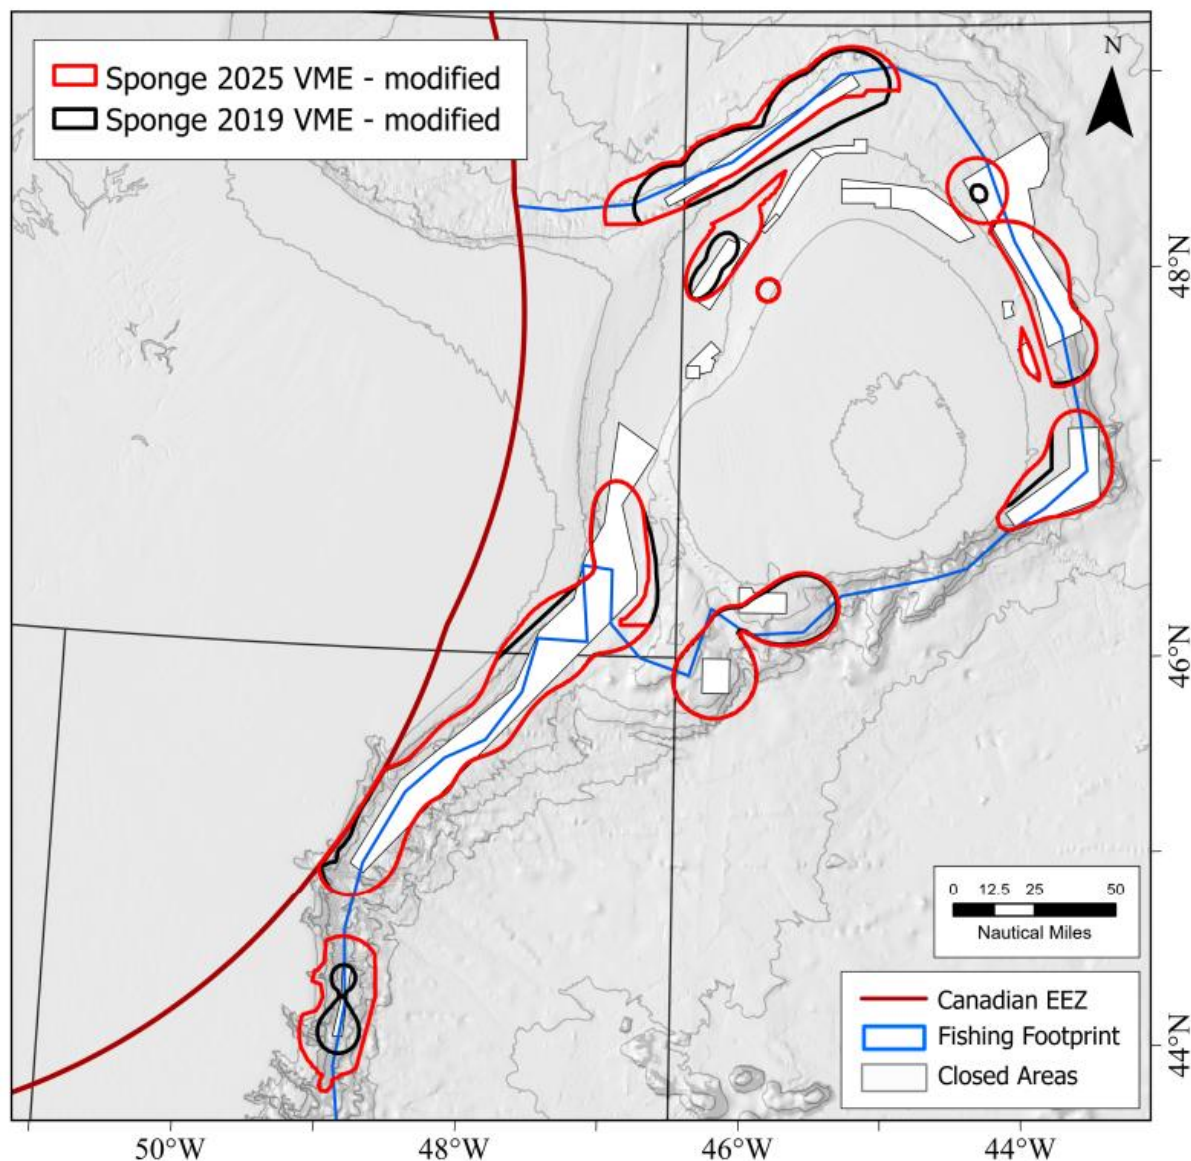 Sponge 2025 VME - modified
Sponge 2019 VME - modified
N
48°N
46°N
44°N
0 12.5 25 50
Nautical Miles
Canadian EEZ
Fishing Footprint
Closed Areas
50°W 48°W 46°W 44°W